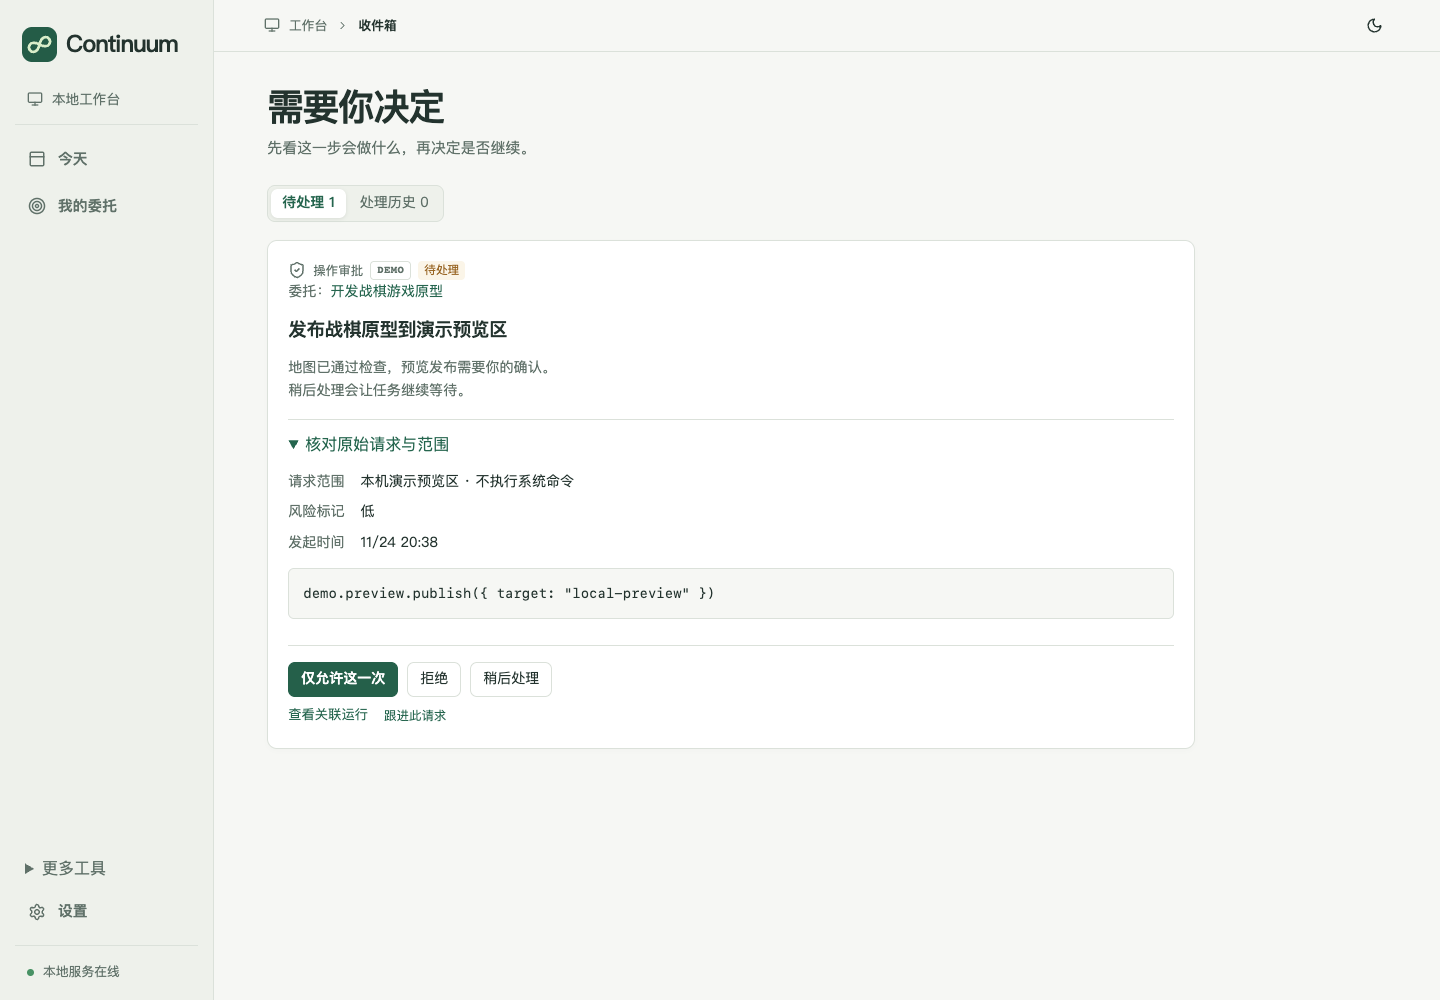 Continuum
本地工作台
今天
我的委托
更多工具
设置
本地服务在线
工作台 > 收件箱
需要你决定
先看这一步会做什么，再决定是否继续。
待处理 1 处理历史 0
操作审批 DEMO 待处理
委托：开发战棋游戏原型
发布战棋原型到演示预览区
地图已通过检查，预览发布需要你的确认。
稍后处理会让任务继续等待。
▼ 核对原始请求与范围
请求范围 本机演示预览区 · 不执行系统命令
风险标记 低
发起时间 11/24 20:38
demo.preview.publish({ target: "local-preview" })
仅允许这一次 拒绝 稍后处理
查看关联运行 跟进此请求